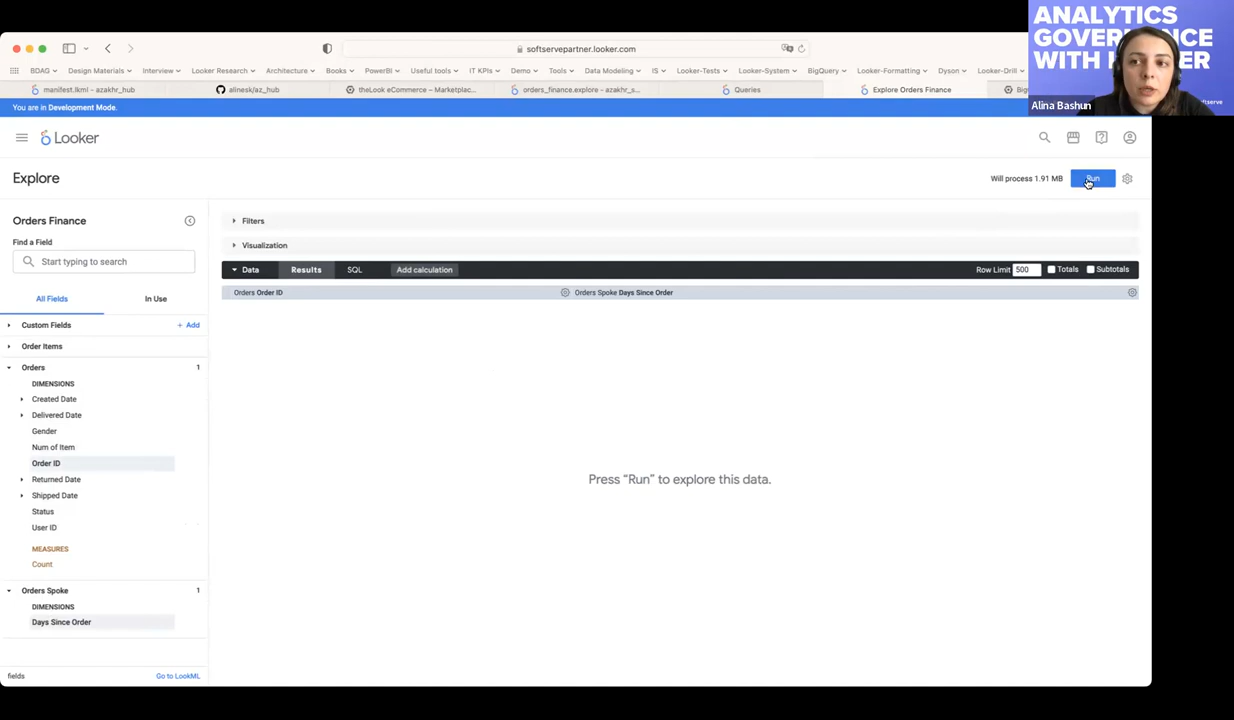 softservepartner.looker.com
BDAG Design Materials Interview Looker Research Architecture Books PowerBI Useful tools IT KPIs Demo Tools Data Modeling IS Looker-Tests Looker-System BigQuery Looker-Formatting Dyson Looker-Drill
manifest.lkml - azakhr_hub
alinesk/az_hub
theLook eCommerce – Marketplac...
orders_finance.explore - azakhr_s...
Queries
Explore Orders Finance
You are in Development Mode.
Looker
Explore
Will process 1.91 MB
Run
Orders Finance
Find a Field
Start typing to search
All Fields
In Use
Custom Fields
+ Add
Order Items
Orders
1
DIMENSIONS
Created Date
Delivered Date
Gender
Num of Item
Order ID
Returned Date
Shipped Date
Status
User ID
MEASURES
Count
Orders Spoke
1
DIMENSIONS
Days Since Order
fields
Go to LookML
Filters
Visualization
Data
Results
SQL
Add calculation
Row Limit 500
Totals
Subtotals
Orders Order ID
Orders Spoke Days Since Order
Press “Run” to explore this data.
ANALYTICS
GOVERNANCE
WITH
Alina Bashun